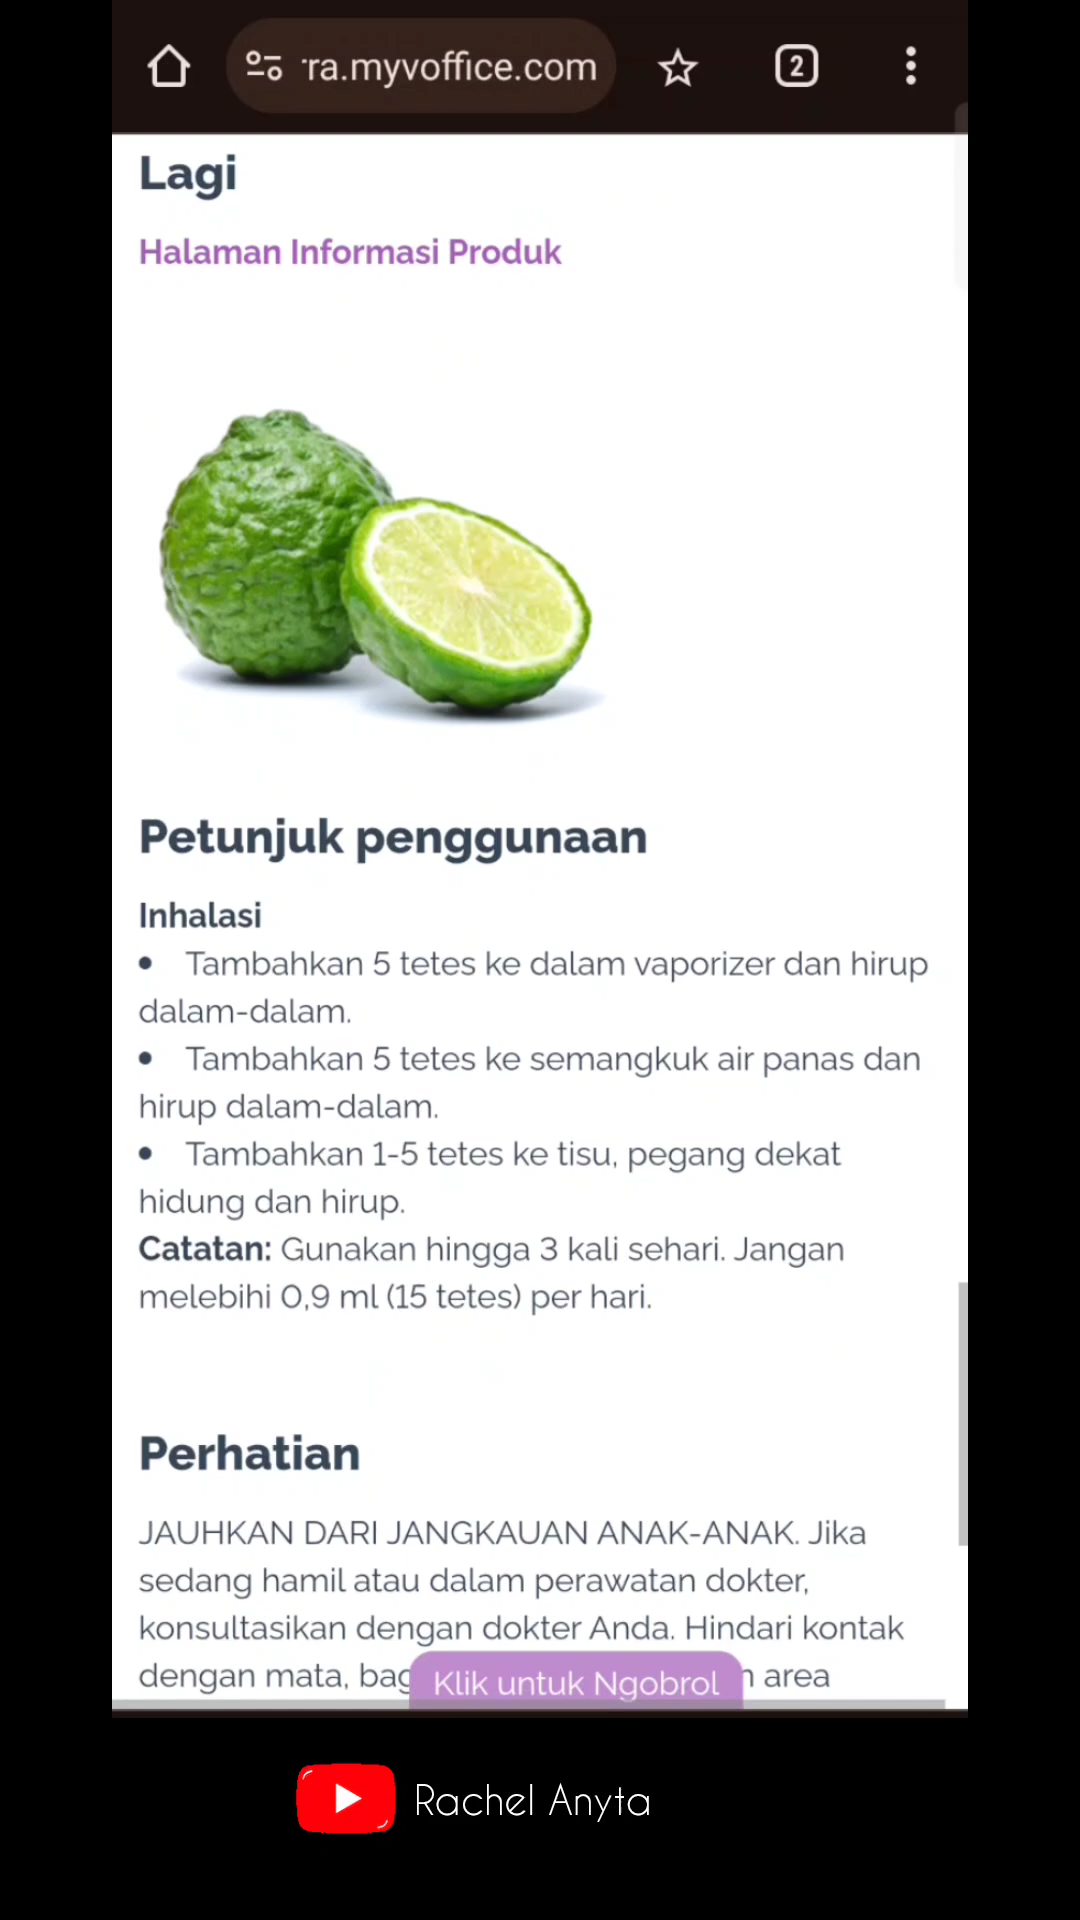 ra.myvoffice.com
2
Lagi
Halaman Informasi Produk
Petunjuk penggunaan
Inhalasi
• Tambahkan 5 tetes ke dalam vaporizer dan hirup
dalam-dalam.
• Tambahkan 5 tetes ke semangkuk air panas dan
hirup dalam-dalam.
• Tambahkan 1-5 tetes ke tisu, pegang dekat
hidung dan hirup.
Catatan: Gunakan hingga 3 kali sehari. Jangan
melebihi 0,9 ml (15 tetes) per hari.
Perhatian
JAUHKAN DARI JANGKAUAN ANAK-ANAK. Jika
sedang hamil atau dalam perawatan dokter,
konsultasikan dengan dokter Anda. Hindari kontak
dengan mata, area
Klik untuk Ngobrol
Rachel Anyta